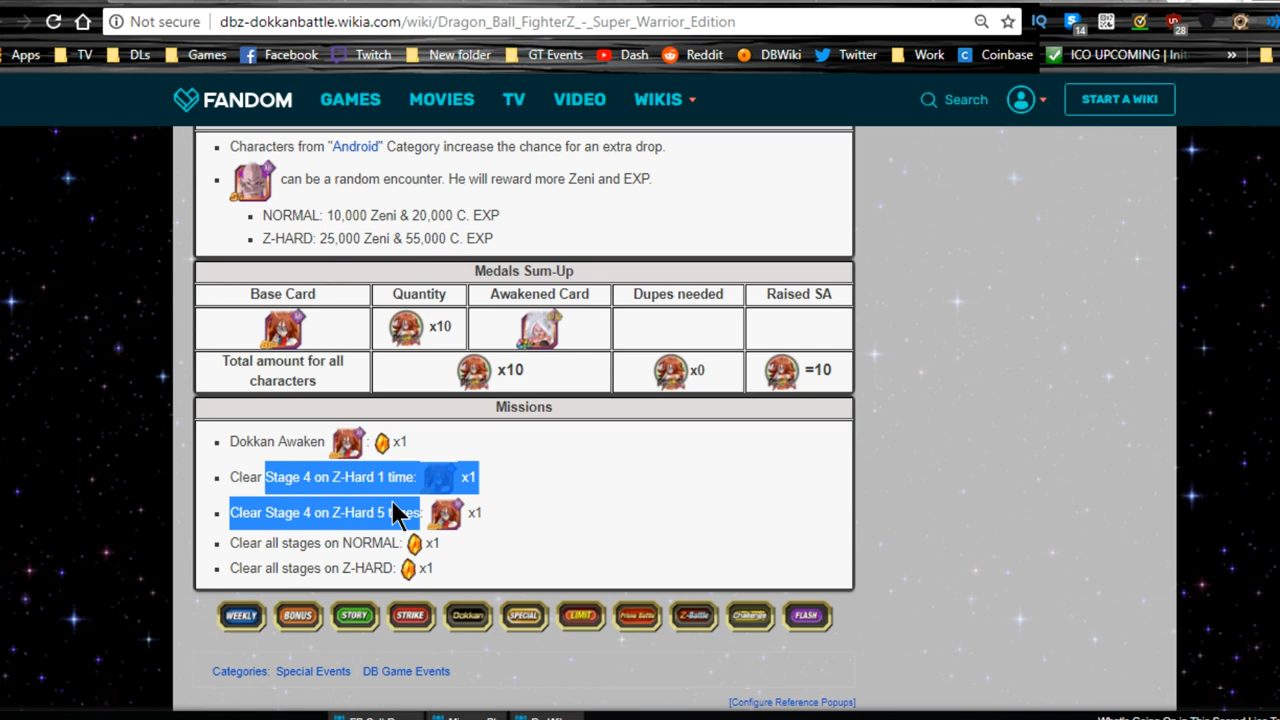 Not secure dbz-dokkanbattle.wikia.com/wiki/Dragon_Ball_FighterZ_-_Super_Warrior_Edition IQ 14 28
Apps TV DLs Games Facebook Twitch New folder GT Events Dash Reddit DBWiki Twitter Work Coinbase ICO UPCOMING | Init »
FANDOM GAMES MOVIES TV VIDEO WIKIS Search START A WIKI
Characters from "Android" Category increase the chance for an extra drop.
can be a random encounter. He will reward more Zeni and EXP.
NORMAL: 10,000 Zeni & 20,000 C. EXP
Z-HARD: 25,000 Zeni & 55,000 C. EXP
Medals Sum-Up
Base Card Quantity Awakened Card Dupes needed Raised SA
x10
Total amount for all characters x10 x0 =10
Missions
Dokkan Awaken : x1
Clear Stage 4 on Z-Hard 1 time: x1
Clear Stage 4 on Z-Hard 5 times: x1
Clear all stages on NORMAL: x1
Clear all stages on Z-HARD: x1
WEEKLY BONUS STORY STRIKE Dokkan SPECIAL LIMIT Prime Battle Z-Battle Challenge FLASH
Categories: Special Events DB Game Events
[Configure Reference Popups]